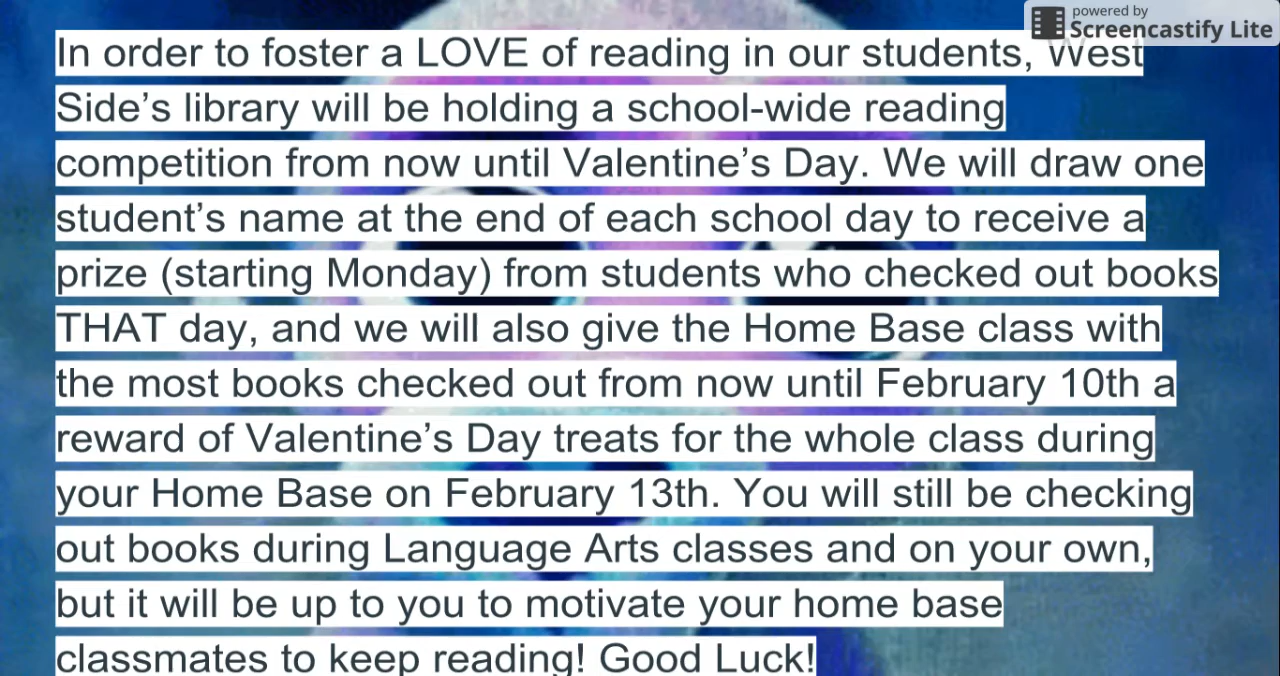 powered by
Screencastify Lite
In order to foster a LOVE of reading in our students, West
Side’s library will be holding a school-wide reading
competition from now until Valentine’s Day. We will draw one
student’s name at the end of each school day to receive a
prize (starting Monday) from students who checked out books
THAT day, and we will also give the Home Base class with
the most books checked out from now until February 10th a
reward of Valentine’s Day treats for the whole class during
your Home Base on February 13th. You will still be checking
out books during Language Arts classes and on your own,
but it will be up to you to motivate your home base
classmates to keep reading! Good Luck!